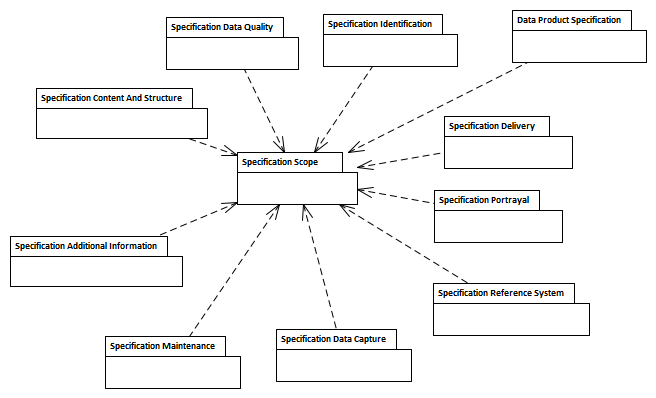 Data Product Specification
Specification Identification
Specification Data Quality
Specification Content And Structure
Specification Delivery
Specification Scope
Specification Portrayal
Specification Additional Information
Specification Reference System
Specification Data Capture
Specification Maintenance